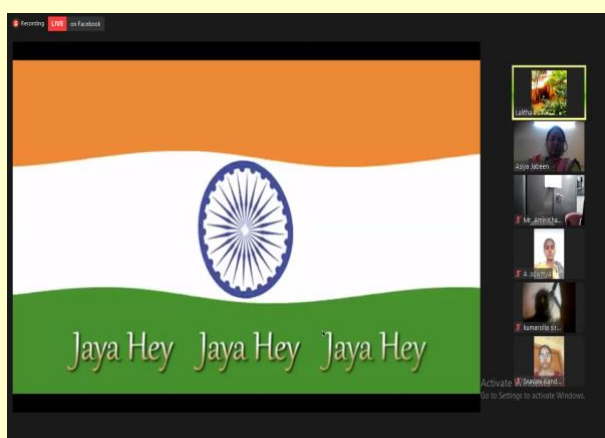 Recording LIVE on Facebook
Lalitha
Asiya Jabeen
Jaya Hey Jaya Hey Jaya Hey
Activate Windows
Go to Settings to activate Windows.